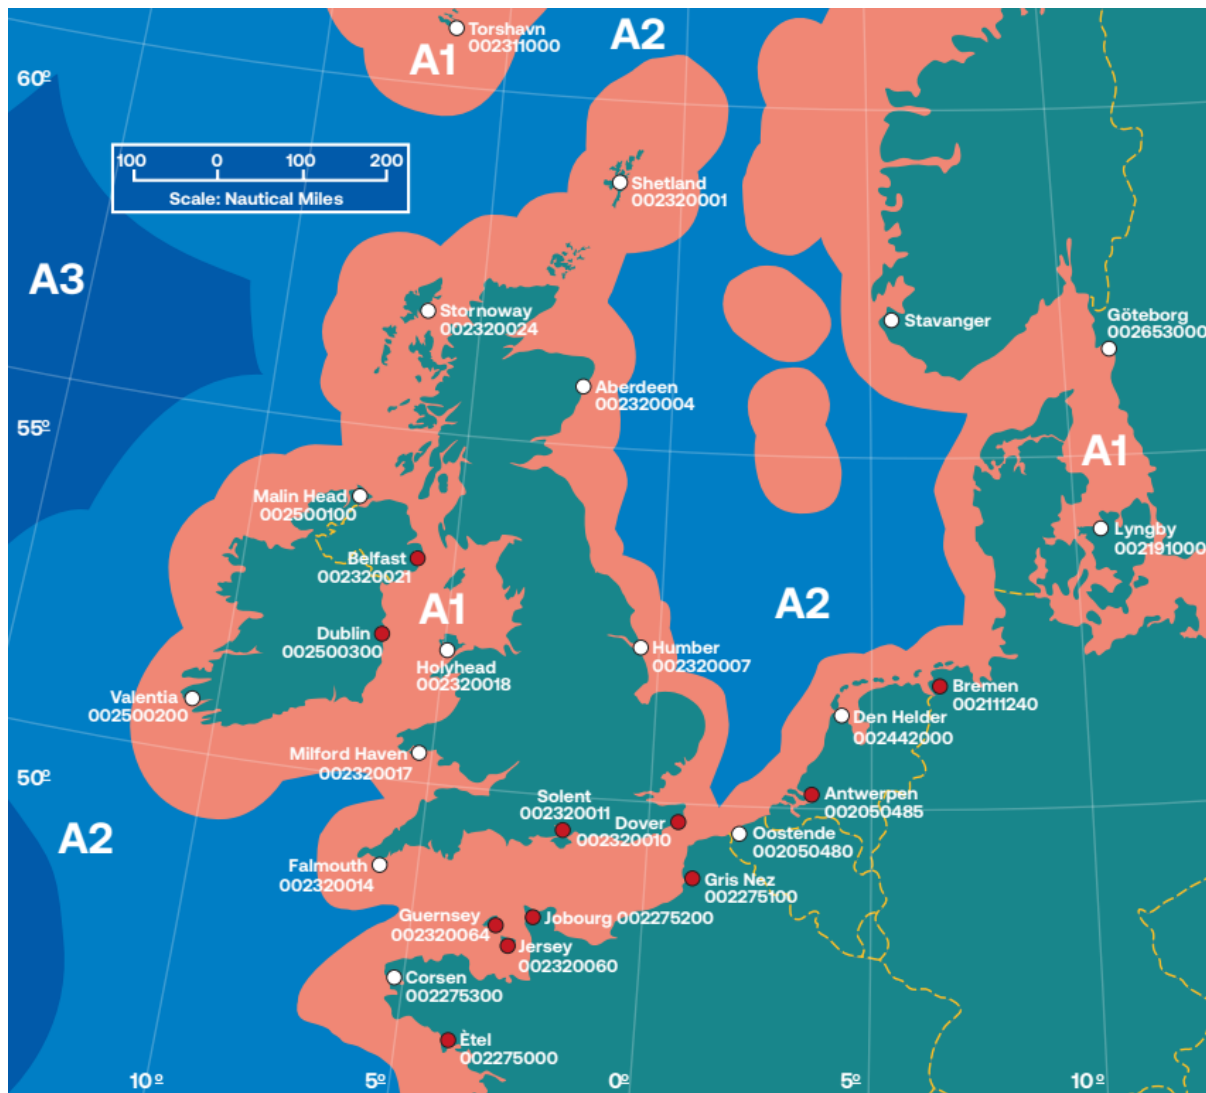 Torshavn
002311000
A1
A2
60º
100 0 100 200
Scale: Nautical Miles
Shetland
002320001
A3
Stornoway
002320024
Stavanger
Göteborg
002653000
Aberdeen
002320004
55º
A1
Malin Head
002500100
Lyngby
002191000
Belfast
002320021
A1
A2
Dublin
002500300
Holyhead
002320018
Humber
002320007
Valentia
002500200
Bremen
002111240
Den Helder
002442000
Milford Haven
002320017
50º
Solent
002320011
Dover
002320010
Antwerpen
002050485
Oostende
002050480
A2
Falmouth
002320014
Gris Nez
002275100
Guernsey
002320064
Jobourg 002275200
Jersey
002320060
Corsen
002275300
Ètel
002275000
10º 5º 0º 5º 10º